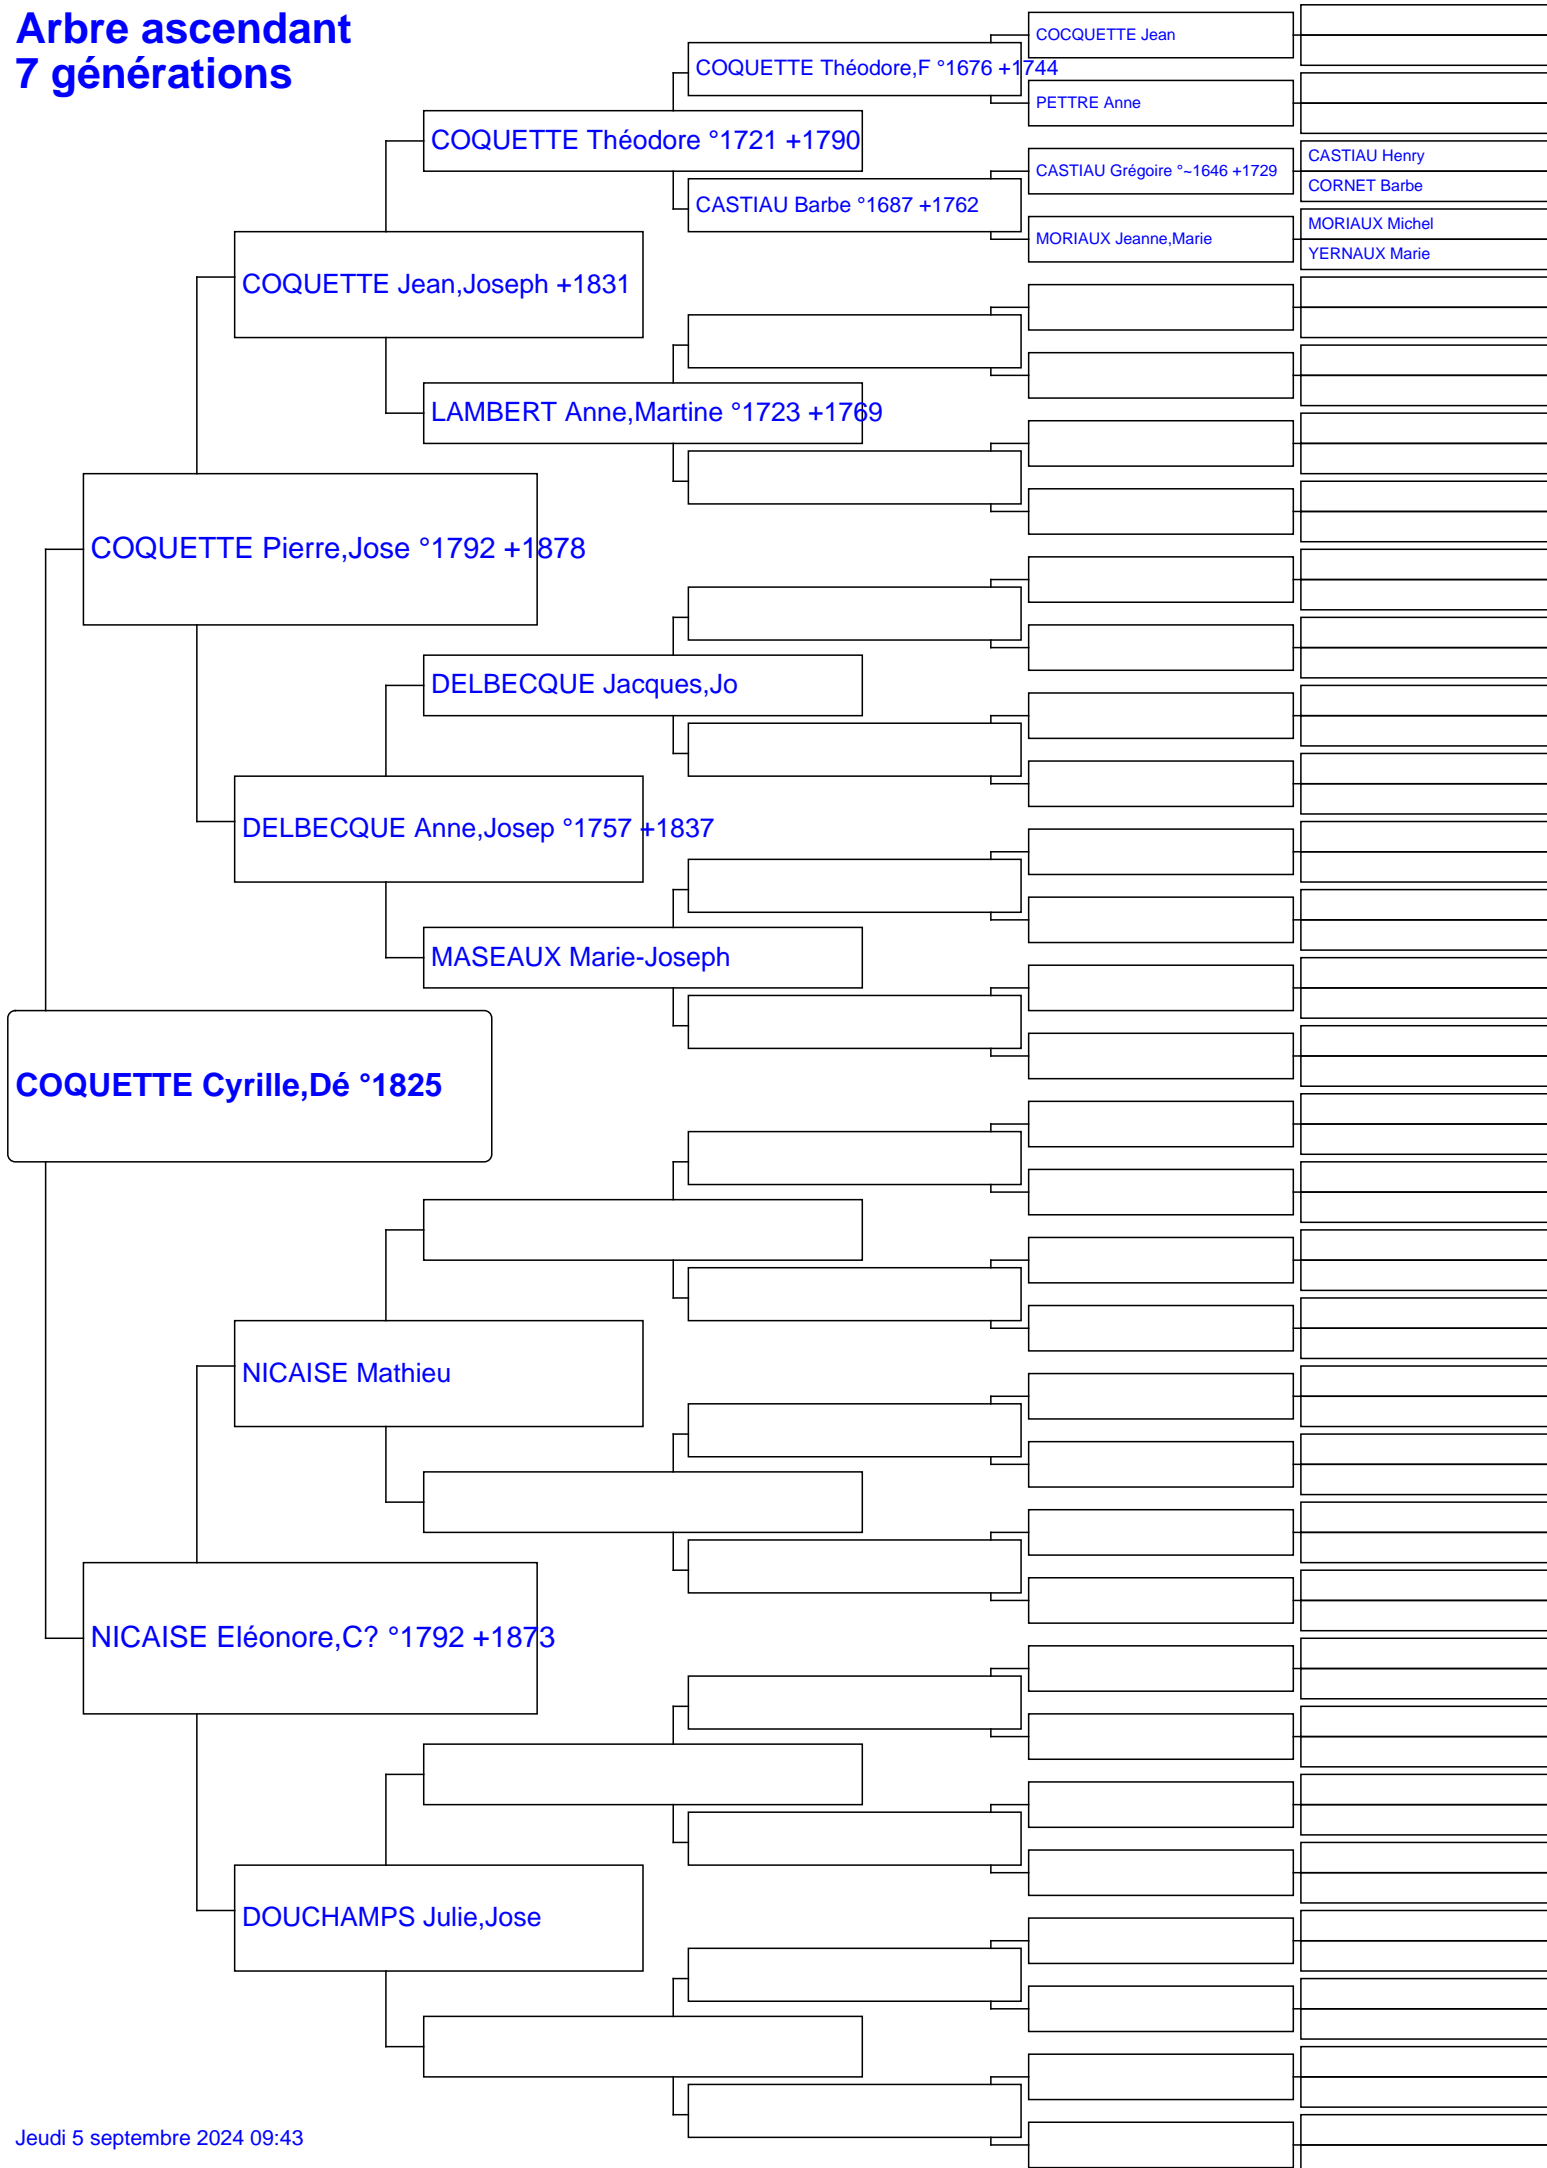 Arbre ascendant
7 générations
COCQUETTE Jean
COQUETTE Théodore,F °1676 +1744
PETTRE Anne
COQUETTE Théodore °1721 +1790
CASTIAU Henry
CASTIAU Grégoire °~1646 +1729
CORNET Barbe
CASTIAU Barbe °1687 +1762
MORIAUX Michel
MORIAUX Jeanne,Marie
YERNAUX Marie
COQUETTE Jean,Joseph +1831
LAMBERT Anne,Martine °1723 +1769
COQUETTE Pierre,Jose °1792 +1878
DELBECQUE Jacques,Jo
DELBECQUE Anne,Josep °1757 +1837
MASEAUX Marie-Joseph
COQUETTE Cyrille,Dé °1825
NICAISE Mathieu
NICAISE Eléonore,C? °1792 +1873
DOUCHAMPS Julie,Jose
Jeudi 5 septembre 2024 09:43